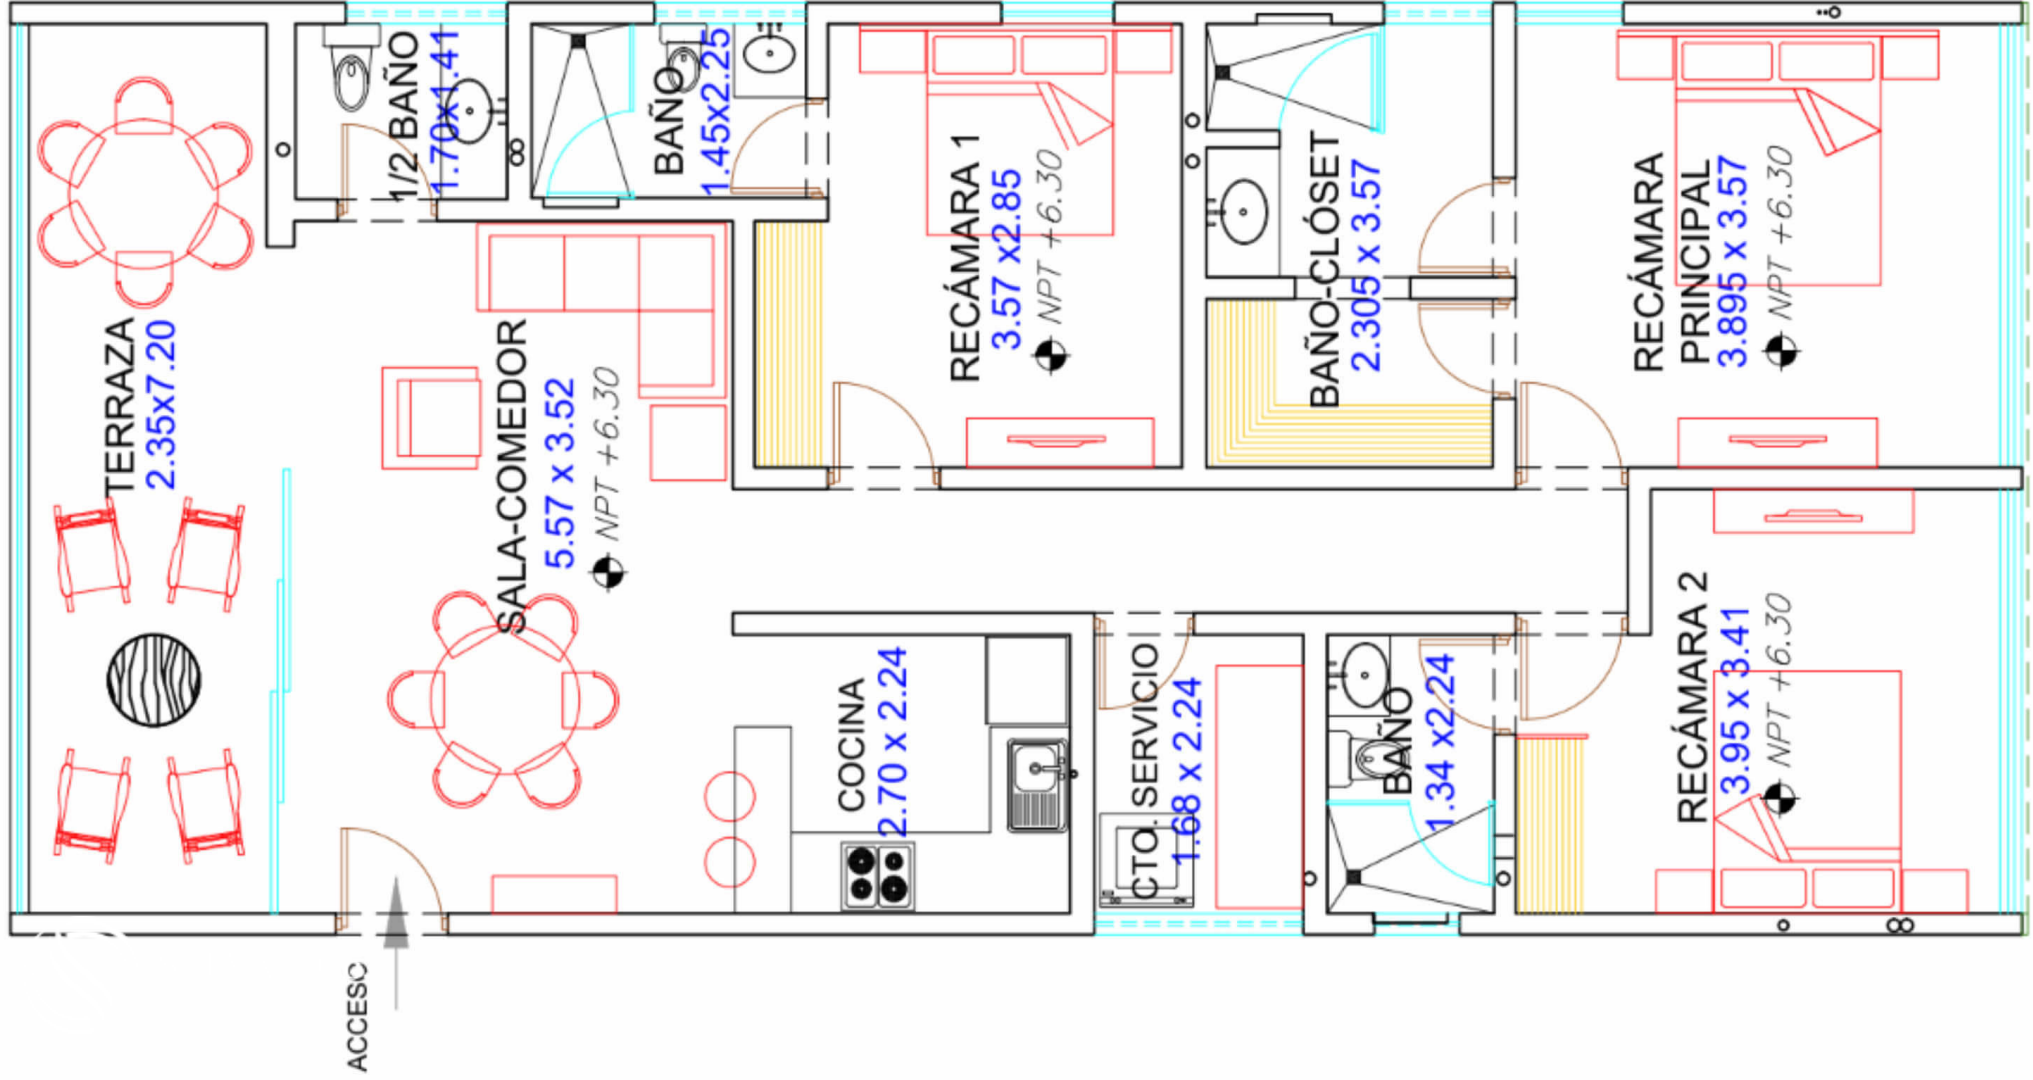 TERRAZA
2.35x7.20
1/2 BAÑO
1.70x1.41
BAÑO
1.45x2.25
SALA-COMEDOR
5.57 x 3.52
NPT +6.30
RECÁMARA 1
3.57 x2.85
NPT +6.30
BAÑO-CLÓSET
2.305 x 3.57
RECÁMARA
PRINCIPAL
3.895 x 3.57
NPT +6.30
COCINA
2.70 x 2.24
CTO. SERVICIO
1.68 x 2.24
BAÑO
1.34 x2.24
RECÁMARA 2
3.95 x 3.41
NPT +6.30
ACCESO